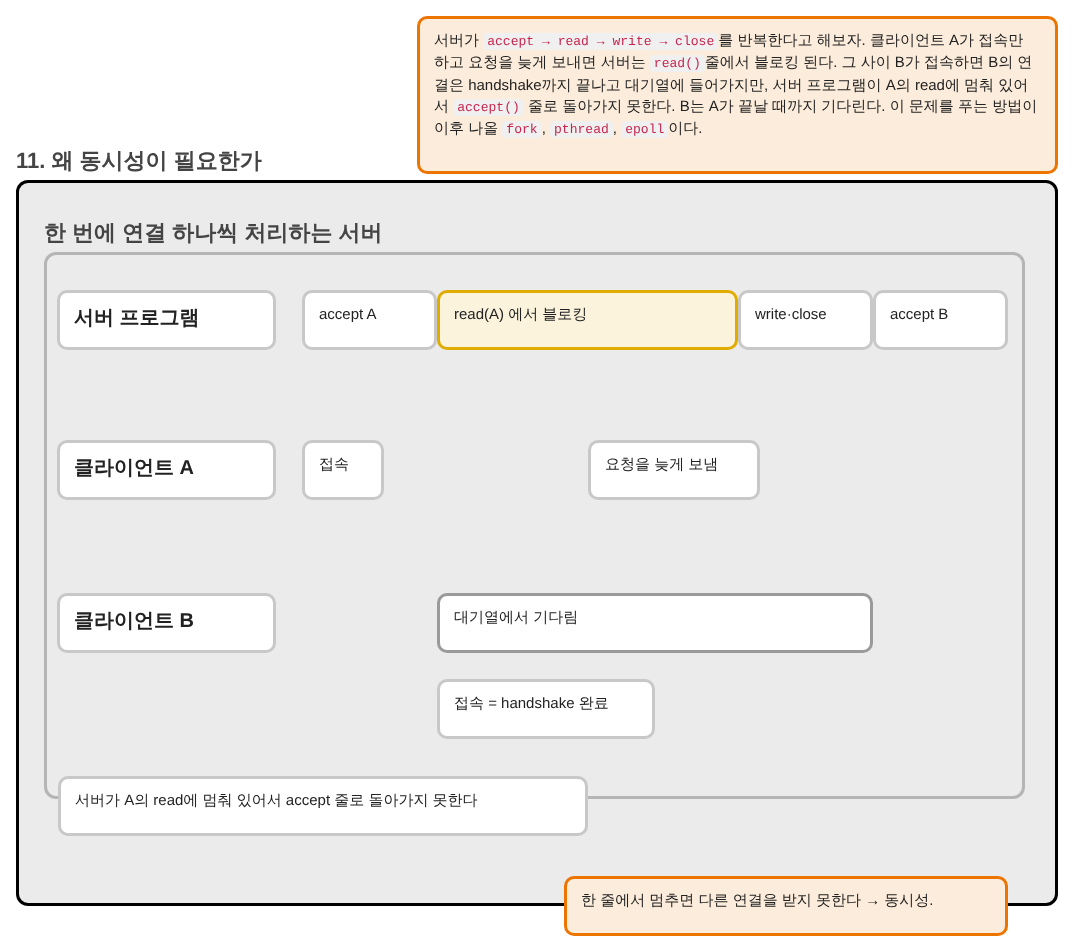 서버가 accept → read → write → close 를 반복한다고 해보자. 클라이언트 A가 접속만
하고 요청을 늦게 보내면 서버는 read() 줄에서 블로킹 된다. 그 사이 B가 접속하면 B의 연
결은 handshake까지 끝나고 대기열에 들어가지만, 서버 프로그램이 A의 read에 멈춰 있어
서 accept() 줄로 돌아가지 못한다. B는 A가 끝날 때까지 기다린다. 이 문제를 푸는 방법이
이후 나올 fork , pthread , epoll 이다.
11. 왜 동시성이 필요한가
한 번에 연결 하나씩 처리하는 서버
서버 프로그램
accept A
read(A) 에서 블로킹
write·close
accept B
클라이언트 A
접속
요청을 늦게 보냄
클라이언트 B
대기열에서 기다림
접속 = handshake 완료
서버가 A의 read에 멈춰 있어서 accept 줄로 돌아가지 못한다
한 줄에서 멈추면 다른 연결을 받지 못한다 → 동시성.